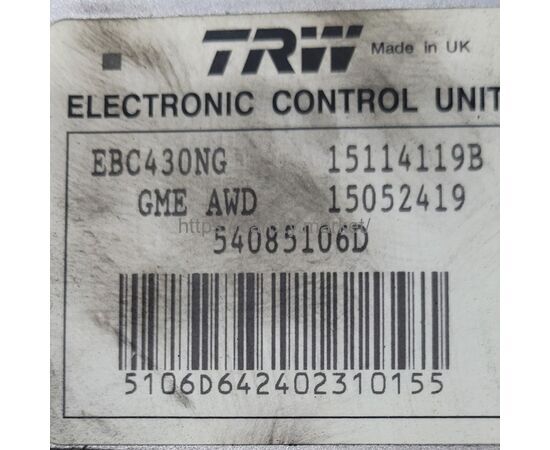 TRW Made in UK
ELECTRONIC CONTROL UNIT
EBC430NG 15114119B
GME AWD 15052419
54085106D
5106D642402310155